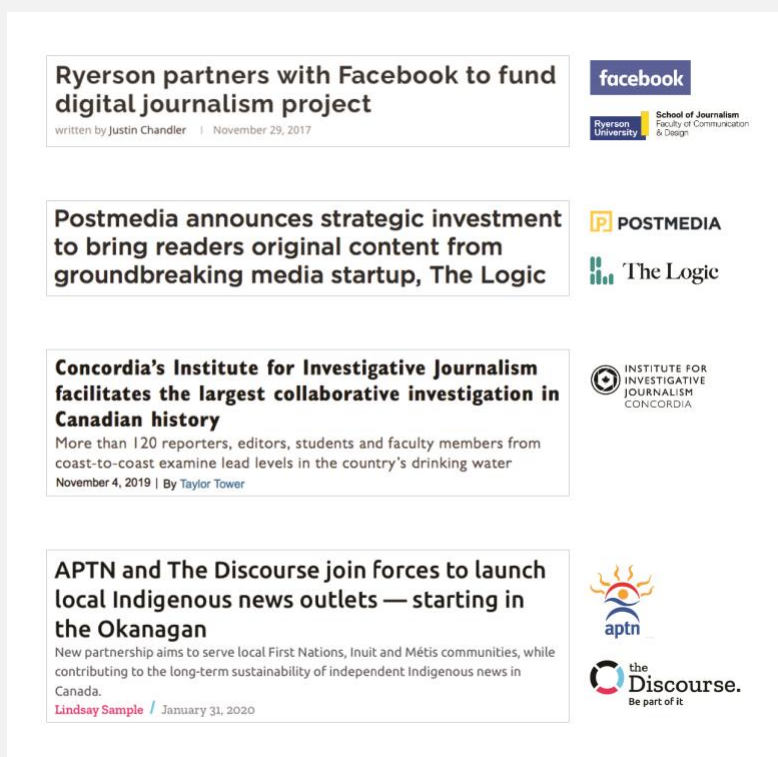 Ryerson partners with Facebook to fund
digital journalism project
written by Justin Chandler | November 29, 2017
facebook
Ryerson
University
School of Journalism
Faculty of Communication
& Design
Postmedia announces strategic investment
to bring readers original content from
groundbreaking media startup, The Logic
P POSTMEDIA
The Logic
Concordia's Institute for Investigative Journalism
facilitates the largest collaborative investigation in
Canadian history
More than 120 reporters, editors, students and faculty members from
coast-to-coast examine lead levels in the country's drinking water
November 4, 2019 | By Taylor Tower
INSTITUTE FOR
INVESTIGATIVE
JOURNALISM
CONCORDIA
APTN and The Discourse join forces to launch
local Indigenous news outlets — starting in
the Okanagan
New partnership aims to serve local First Nations, Inuit and Métis communities, while
contributing to the long-term sustainability of independent Indigenous news in
Canada.
Lindsay Sample / January 31, 2020
aptn
the
Discourse.
Be part of it